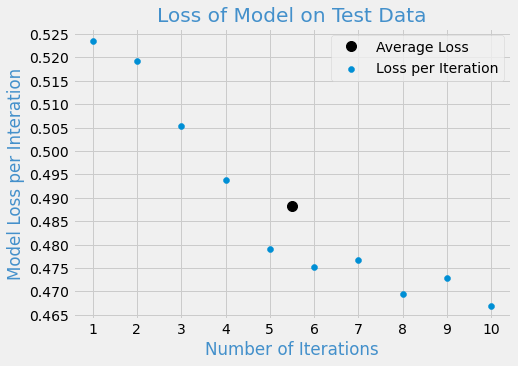 Loss of Model on Test Data
Average Loss
Loss per Iteration
Model Loss per Interation
0.525
0.520
0.515
0.510
0.505
0.500
0.495
0.490
0.485
0.480
0.475
0.470
0.465
1 2 3 4 5 6 7 8 9 10
Number of Iterations